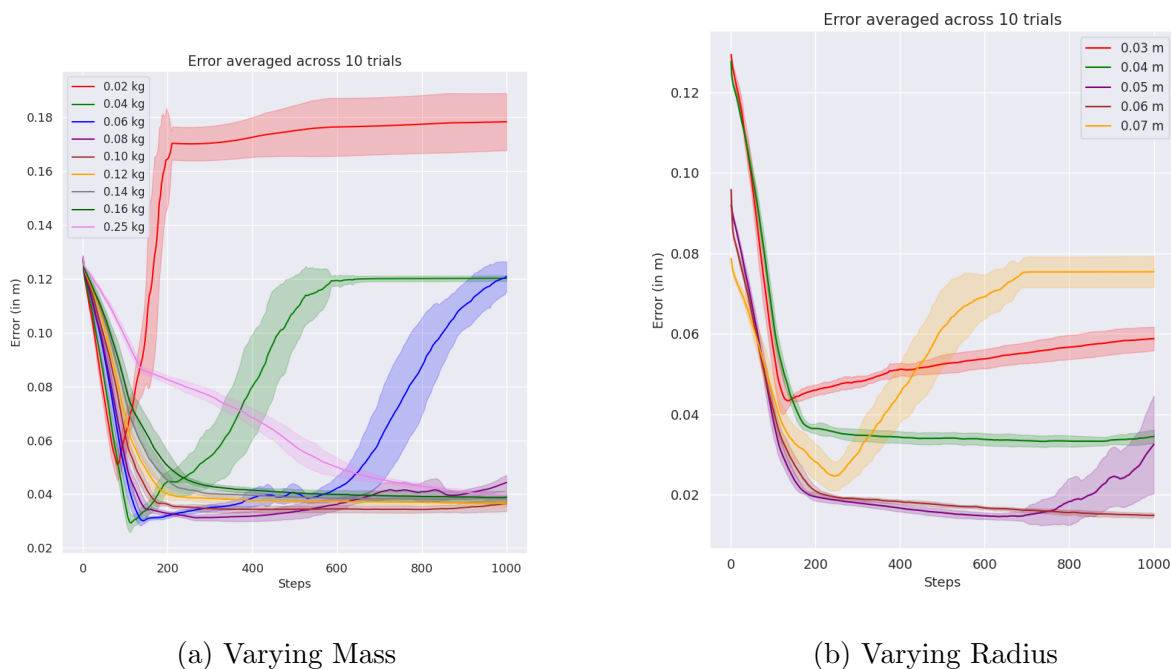 Error averaged across 10 trials
0.02 kg
0.04 kg
0.06 kg
0.08 kg
0.10 kg
0.12 kg
0.14 kg
0.16 kg
0.25 kg
0.18
0.16
0.14
0.12
0.10
0.08
0.06
0.04
0.02
Error (in m)
0 200 400 600 800 1000
Steps
(a) Varying Mass
Error averaged across 10 trials
0.03 m
0.04 m
0.05 m
0.06 m
0.07 m
0.12
0.10
0.08
0.06
0.04
0.02
Error (in m)
0 200 400 600 800 1000
Steps
(b) Varying Radius